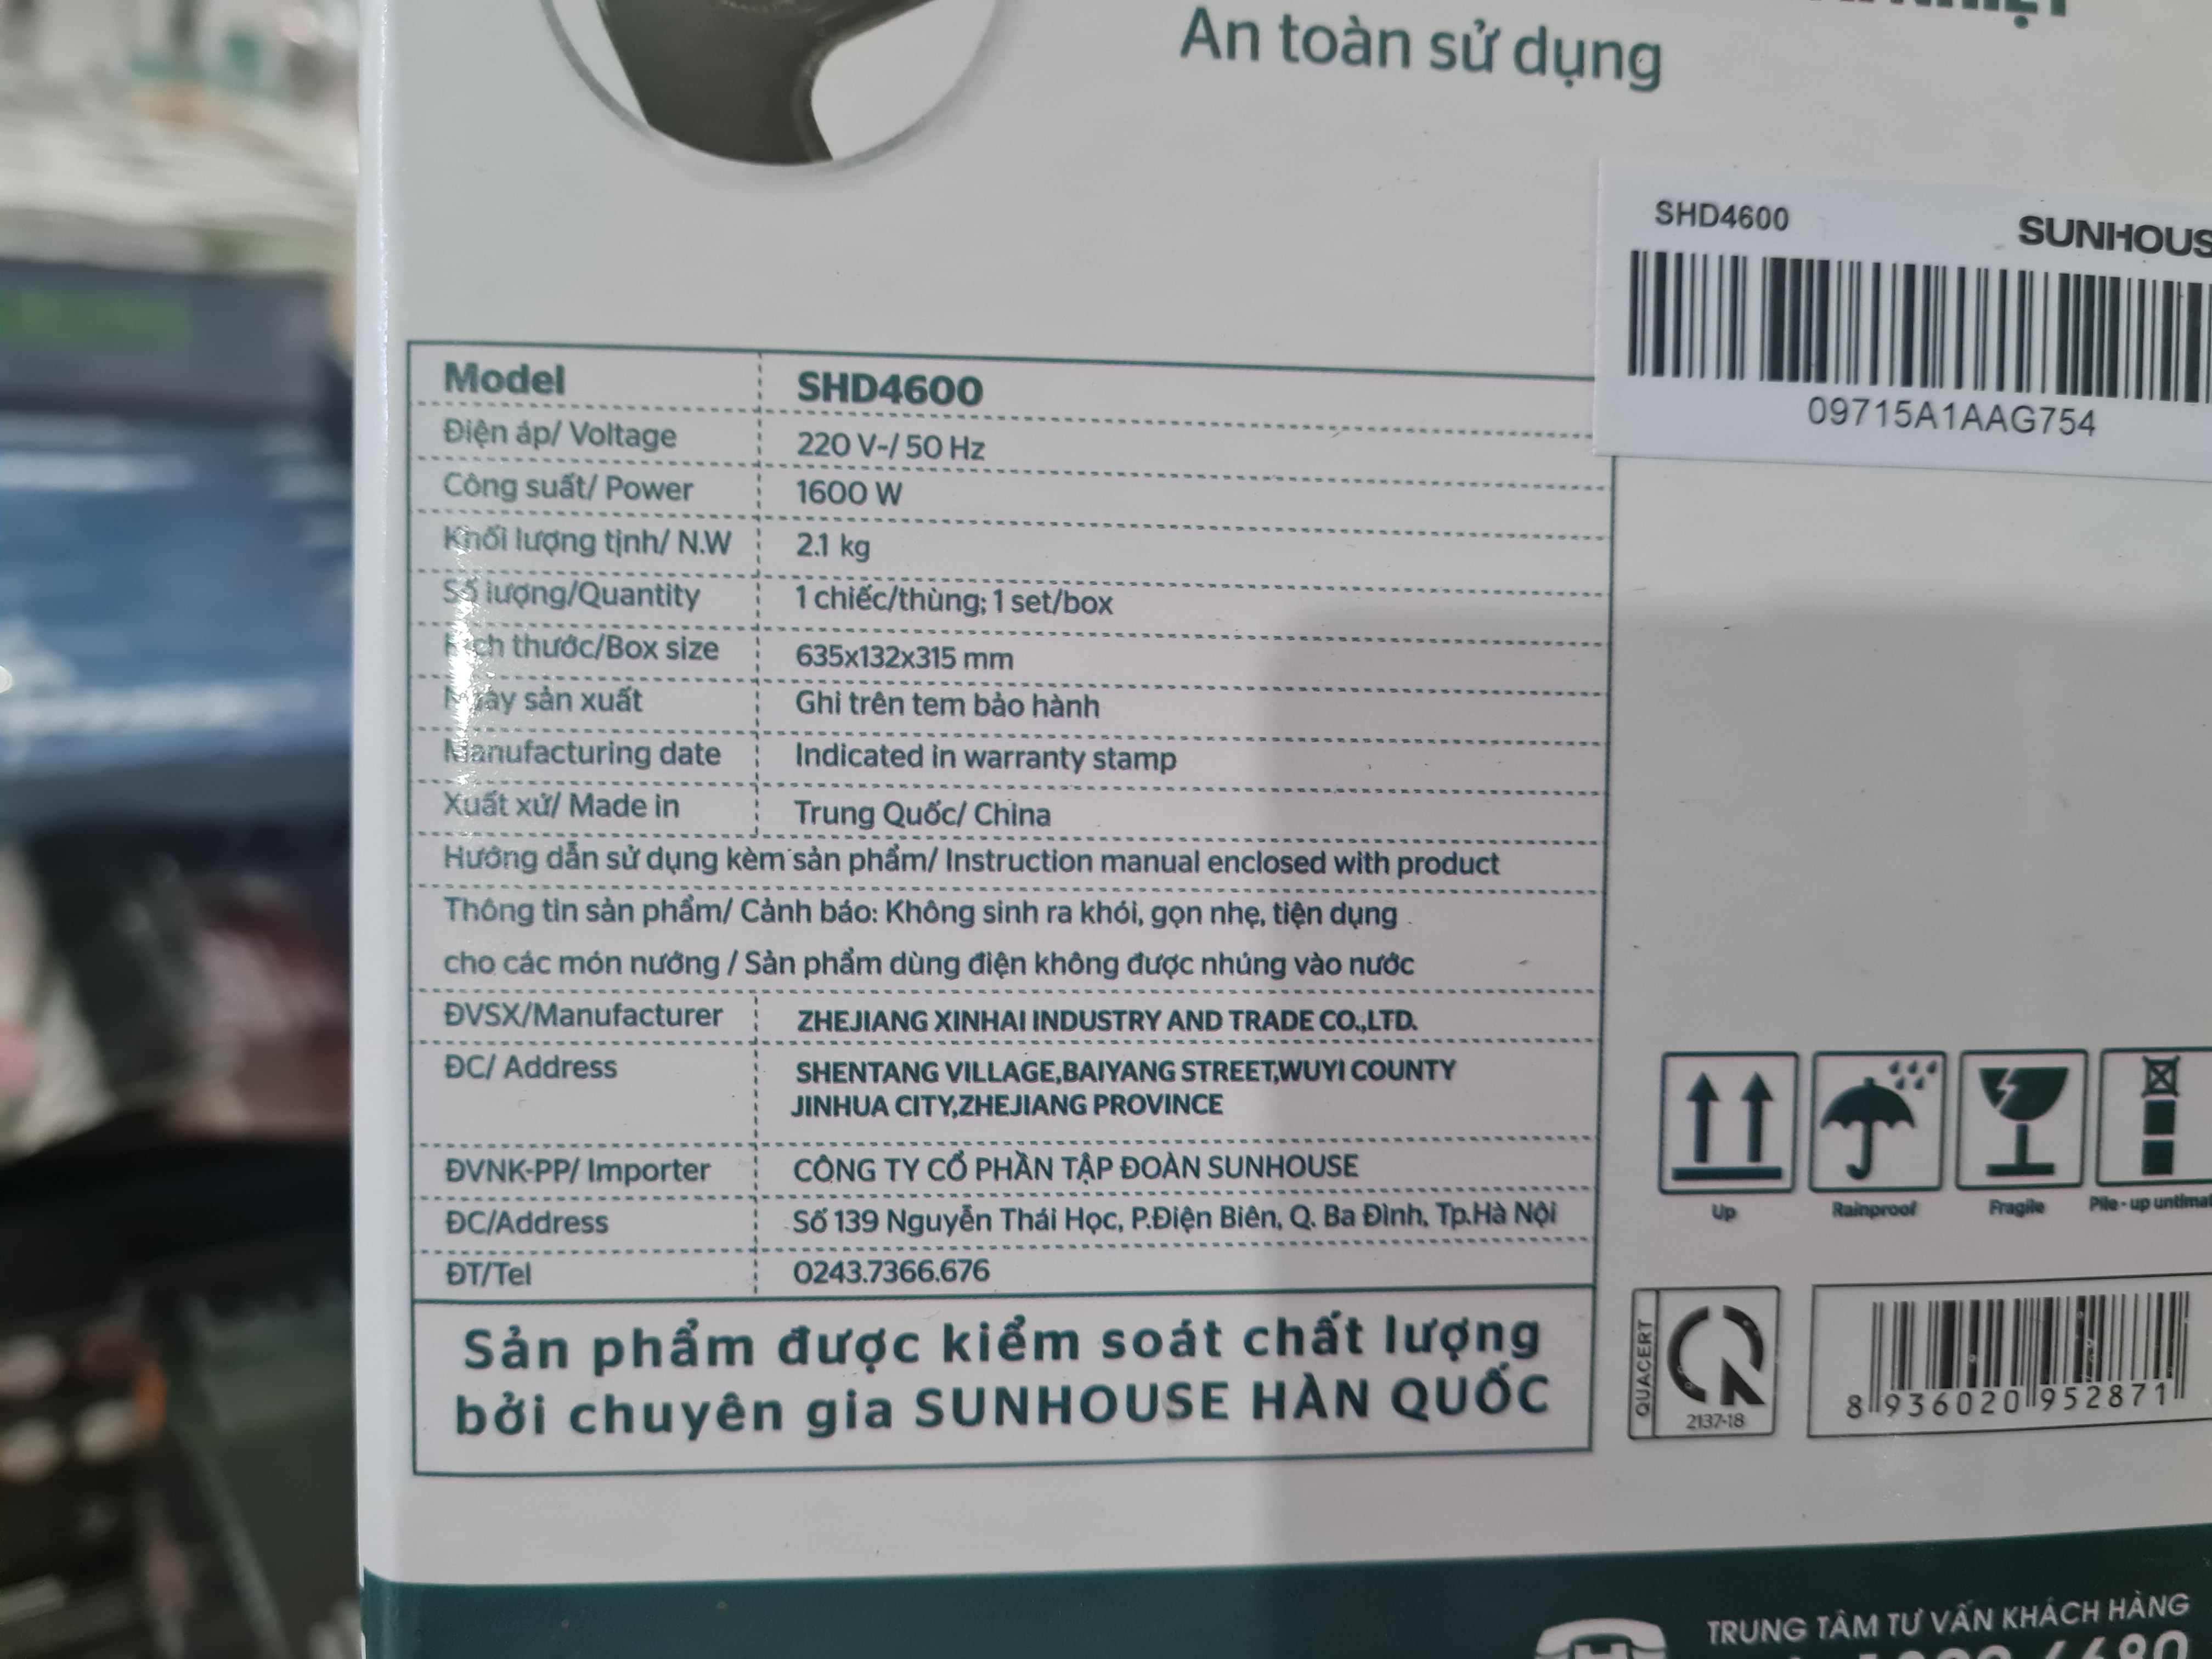 An toàn sử dụng
SHD4600
SUNHOUS
09715A1AAG754
Model SHD4600
Điện áp/ Voltage 220 V~/ 50 Hz
Công suất/ Power 1600 W
Khối lượng tịnh/ N.W 2.1 kg
Số lượng/Quantity 1 chiếc/thùng; 1 set/box
Kích thước/Box size 635x132x315 mm
Ngày sản xuất Ghi trên tem bảo hành
Manufacturing date Indicated in warranty stamp
Xuất xứ/ Made in Trung Quốc/ China
Hướng dẫn sử dụng kèm sản phẩm/ Instruction manual enclosed with product
Thông tin sản phẩm/ Cảnh báo: Không sinh ra khói, gọn nhẹ, tiện dụng
cho các món nướng / Sản phẩm dùng điện không được nhúng vào nước
ĐVSX/Manufacturer ZHEJIANG XINHAI INDUSTRY AND TRADE CO.,LTD.
ĐC/ Address SHENTANG VILLAGE,BAIYANG STREET,WUYI COUNTY
JINHUA CITY,ZHEJIANG PROVINCE
ĐVNK-PP/ Importer CÔNG TY CỔ PHẦN TẬP ĐOÀN SUNHOUSE
ĐC/Address Số 139 Nguyễn Thái Học, P.Điện Biên, Q. Ba Đình, Tp.Hà Nội
ĐT/Tel 0243.7366.676
Sản phẩm được kiểm soát chất lượng
bởi chuyên gia SUNHOUSE HÀN QUỐC
Up Rainproof Fragile Pile-up untimat
QUACERT
2137-18
8 936020 952871
TRUNG TÂM TƯ VẤN KHÁCH HÀNG